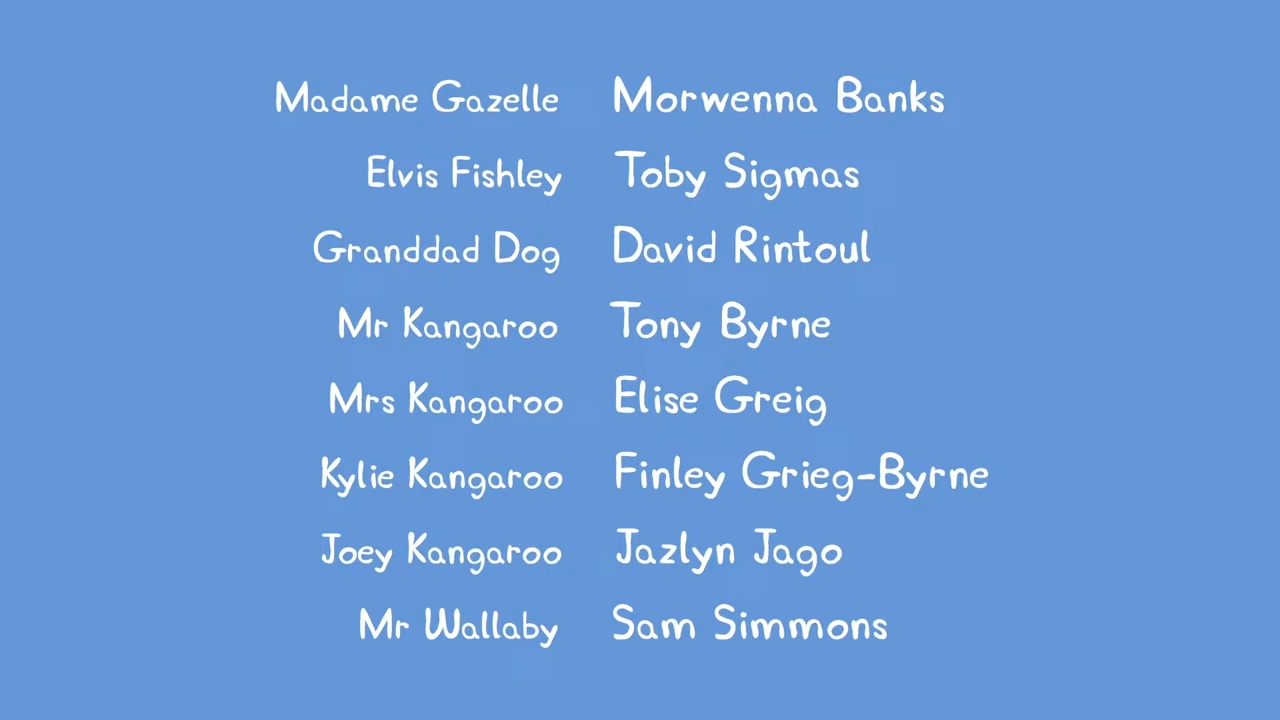 Madame Gazelle Morwenna Banks
Elvis Fishley Toby Sigmas
Granddad Dog David Rintoul
Mr Kangaroo Tony Byrne
Mrs Kangaroo Elise Greig
Kylie Kangaroo Finley Grieg-Byrne
Joey Kangaroo Jazlyn Jago
Mr Wallaby Sam Simmons